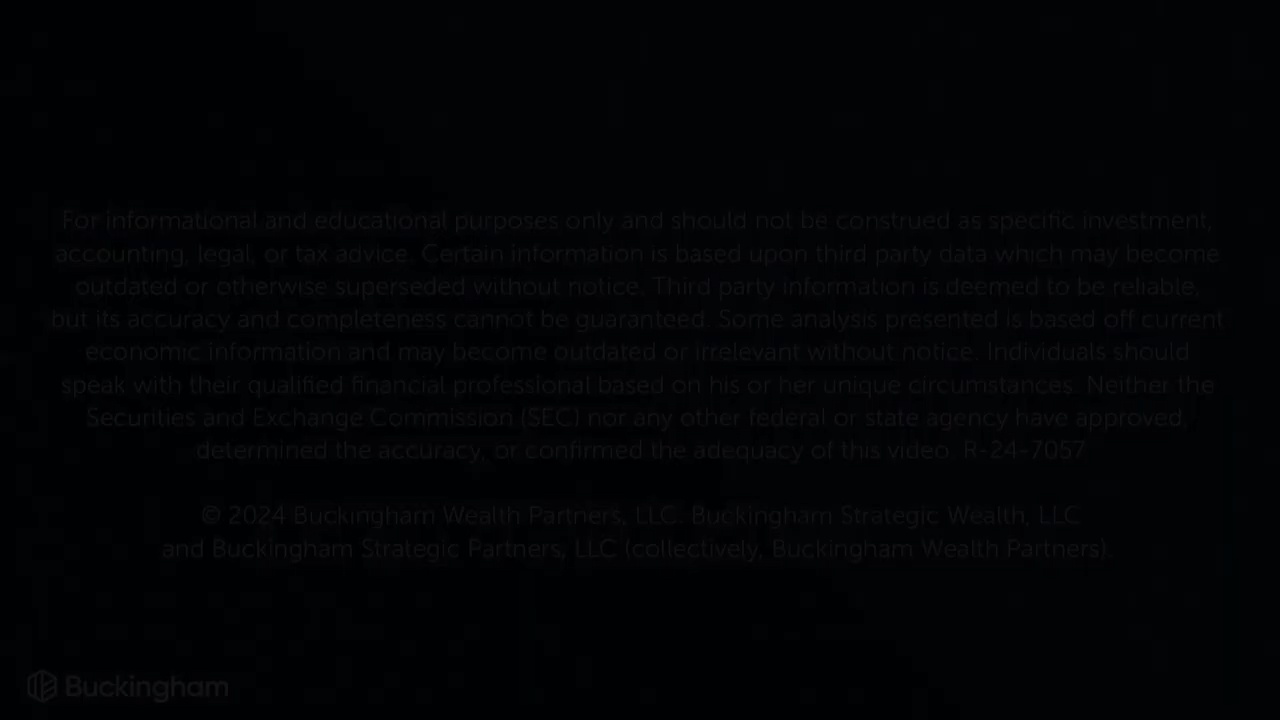 For informational and educational purposes only and should not be construed as specific investment,
accounting, legal, or tax advice. Certain information is based upon third party data which may become
outdated or otherwise superseded without notice. Third party information is deemed to be reliable,
but its accuracy and completeness cannot be guaranteed. Some analysis presented is based off current
economic information and may become outdated or irrelevant without notice. Individuals should
speak with their qualified financial professional based on his or her unique circumstances. Neither the
Securities and Exchange Commission (SEC) nor any other federal or state agency have approved,
determined the accuracy, or confirmed the adequacy of this video. R-24-7057
© 2024 Buckingham Wealth Partners, LLC. Buckingham Strategic Wealth, LLC
and Buckingham Strategic Partners, LLC (collectively, Buckingham Wealth Partners).
Buckingham